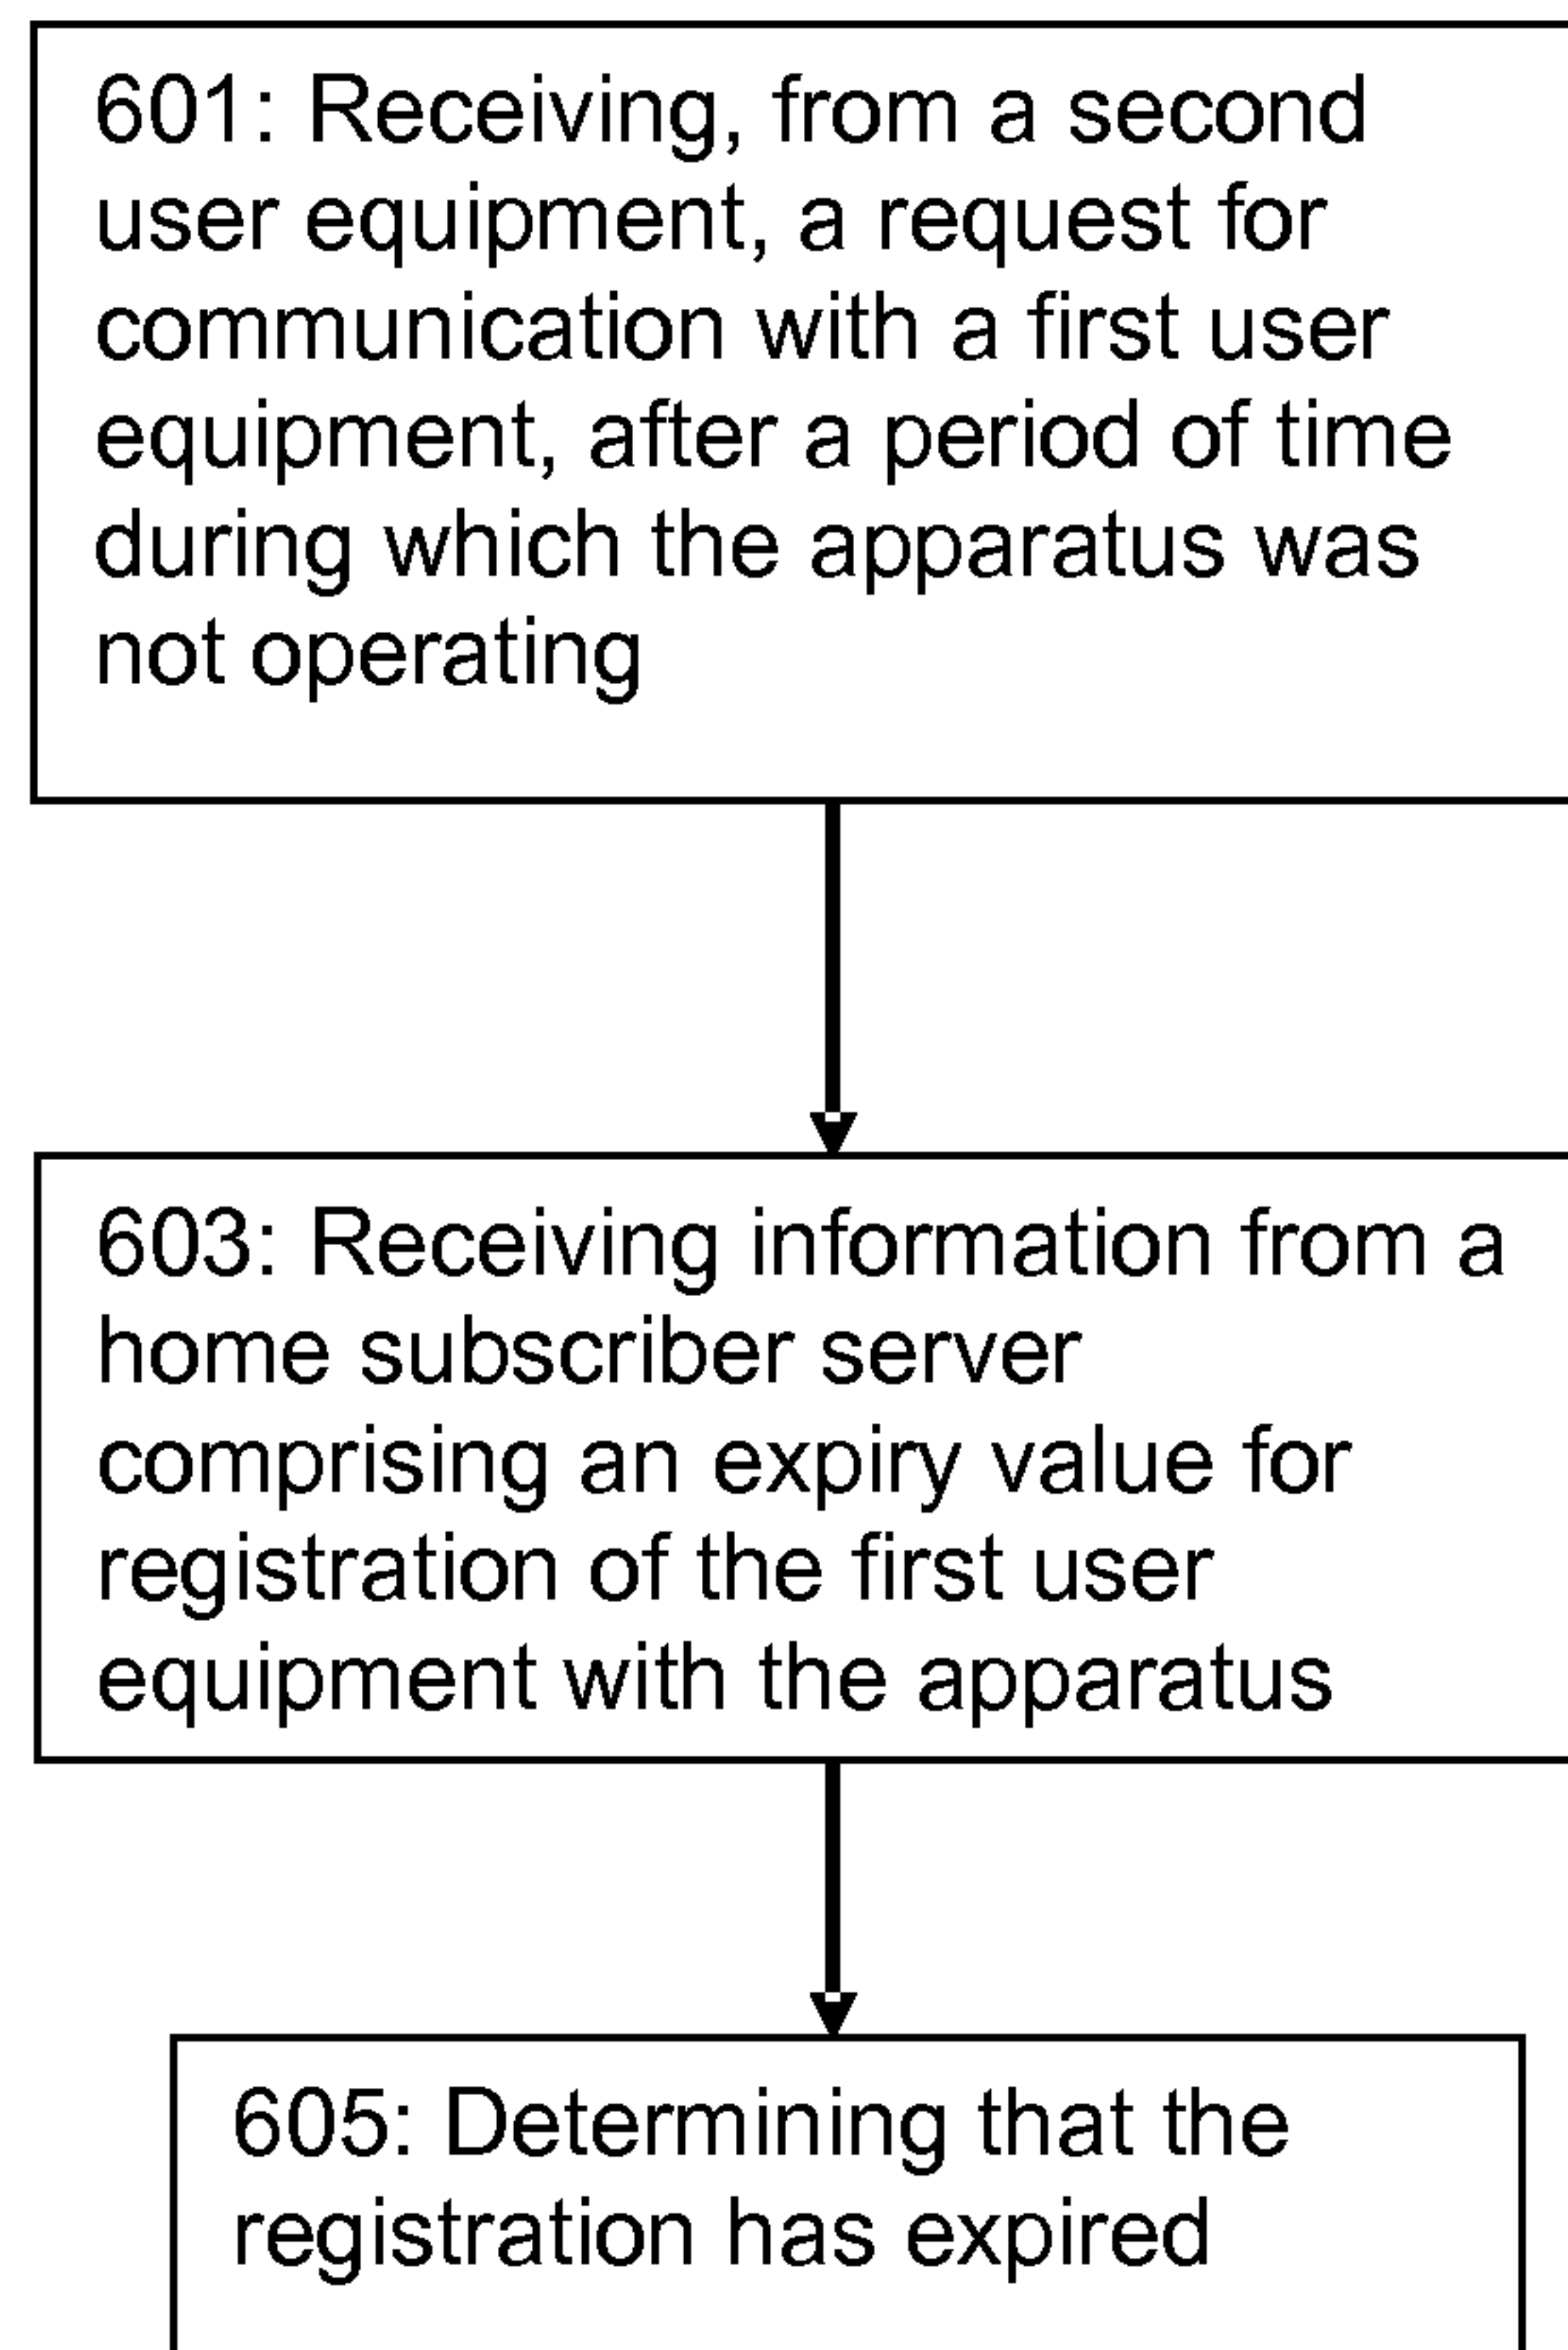 601: Receiving, from a second
user equipment, a request for
communication with a first user
equipment, after a period of time
during which the apparatus was
not operating
603: Receiving information from a
home subscriber server
comprising an expiry value for
registration of the first user
equipment with the apparatus
605: Determining that the
registration has expired